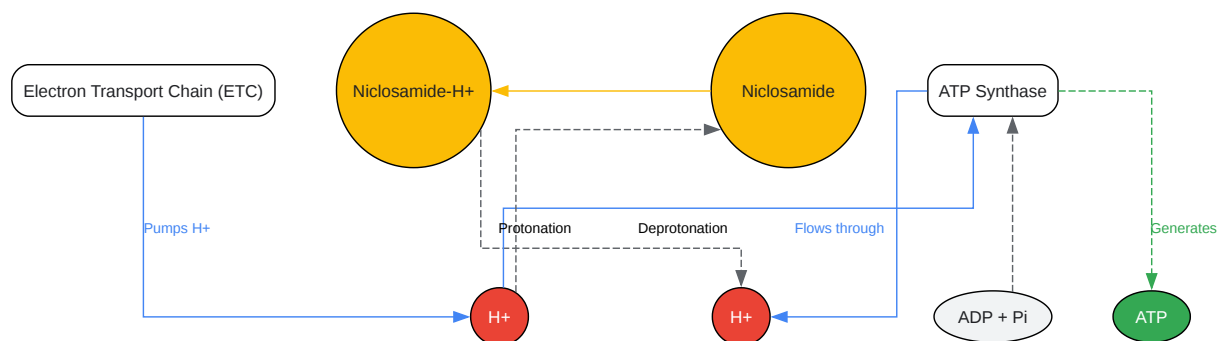 Electron Transport Chain (ETC)
Niclosamide-H+
Niclosamide
ATP Synthase
Pumps H+
Protonation
Deprotonation
Flows through
Generates
H+
H+
ADP + Pi
ATP